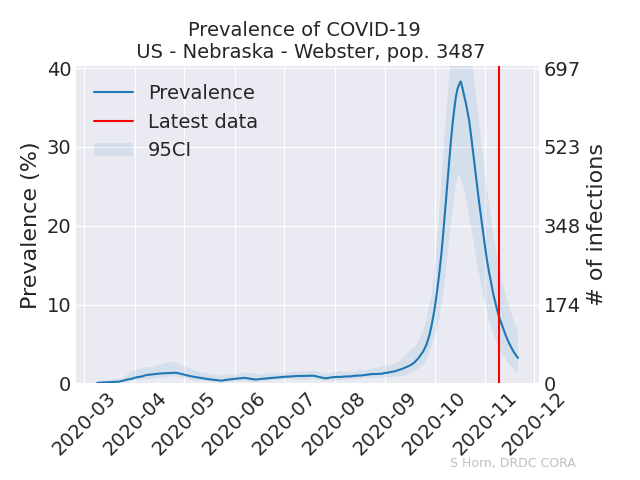 Prevalence of COVID-19
US - Nebraska - Webster, pop. 3487
Prevalence (%)
40
30
20
10
0
Prevalence
Latest data
95CI
697
523
348
174
0
# of infections
2020-03
2020-04
2020-05
2020-06
2020-07
2020-08
2020-09
2020-10
2020-11
2020-12
S Horn, DRDC CORA